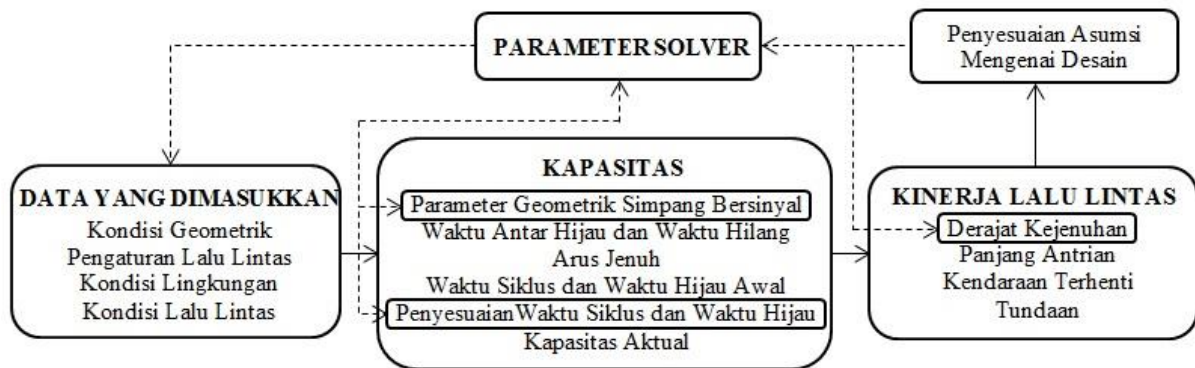 PARAMETER SOLVER
Penyesuaian Asumsi
Mengenai Desain
DATA YANG DIMASUKKAN
Kondisi Geometrik
Pengaturan Lalu Lintas
Kondisi Lingkungan
Kondisi Lalu Lintas
KAPASITAS
Parameter Geometrik Simpang Bersinyal
Waktu Antar Hijau dan Waktu Hilang
Arus Jenuh
Waktu Siklus dan Waktu Hijau Awal
Penyesuaian Waktu Siklus dan Waktu Hijau
Kapasitas Aktual
KINERJA LALU LINTAS
Derajat Kejenuhan
Panjang Antrian
Kendaraan Terhenti
Tundaan